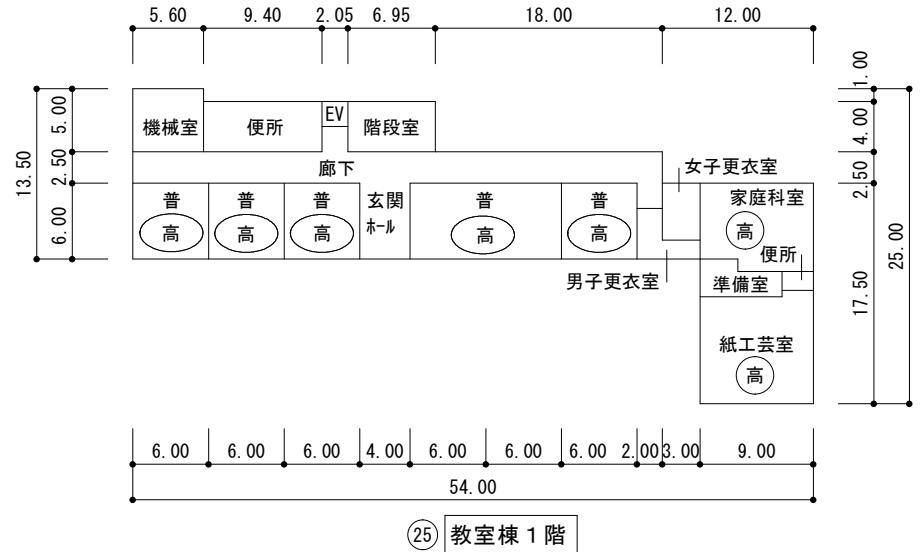 5.60 9.40 2.05 6.95 18.00 12.00
13.50
5.00
2.50
6.00
1.00
4.00
2.50
17.50
25.00
機械室 便所 EV 階段室
廊下
女子更衣室
普 普 普 玄関 普 普 家庭科室
高 高 高 ホール 高 高 高
便所
男子更衣室 準備室
紙工芸室
高
6.00 6.00 6.00 4.00 6.00 6.00 6.00 2.00 3.00 9.00
54.00
25 教室棟1階